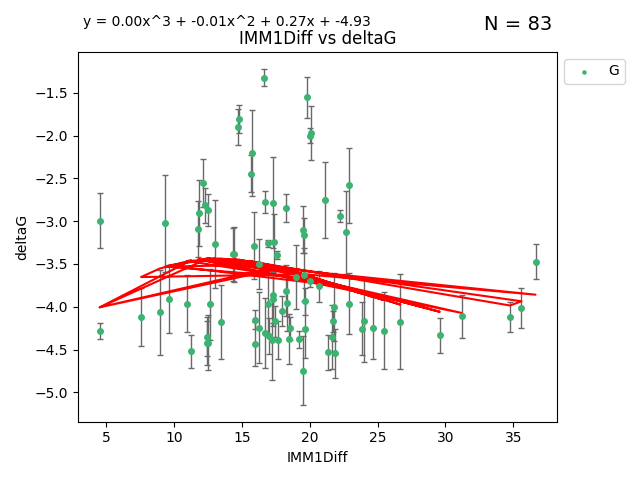 y = 0.00x^3 + -0.01x^2 + 0.27x + -4.93
N = 83
IMM1Diff vs deltaG
G
deltaG
−1.5
−2.0
−2.5
−3.0
−3.5
−4.0
−4.5
−5.0
5 10 15 20 25 30 35
IMM1Diff